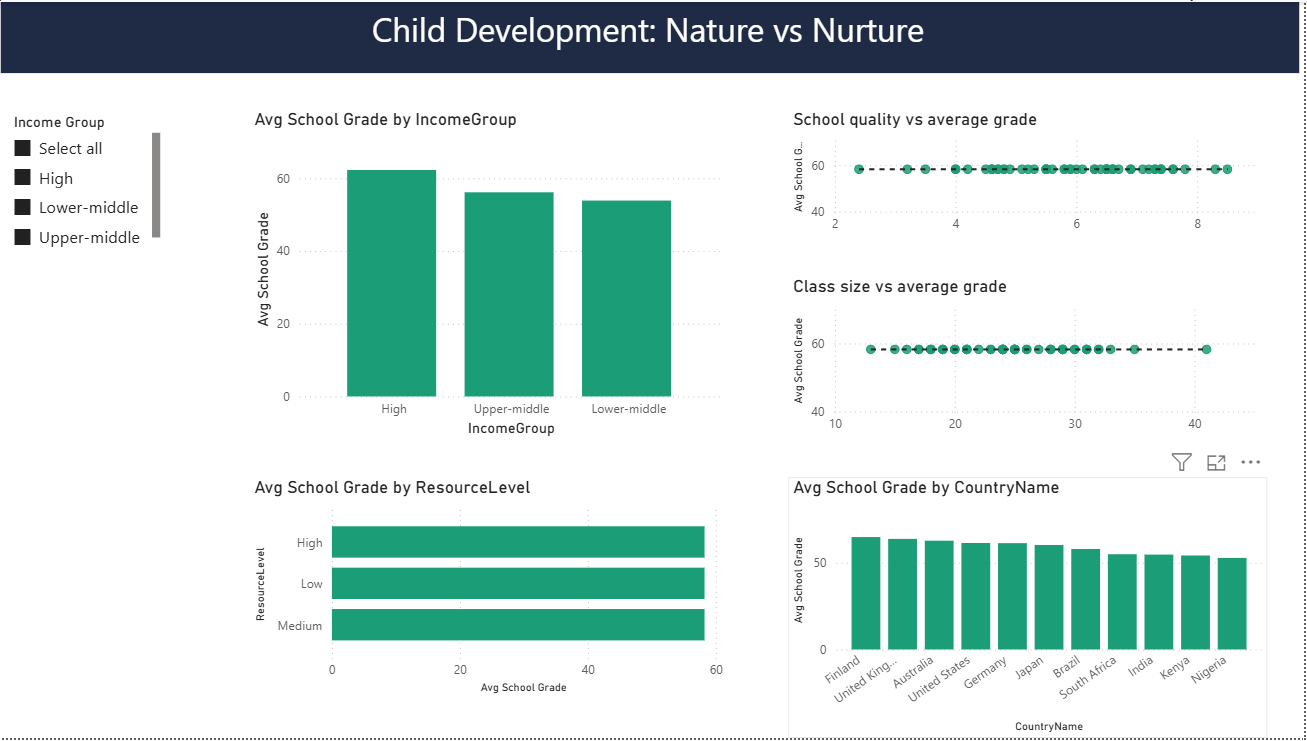 Child Development: Nature vs Nurture
Income Group
Select all
High
Lower-middle
Upper-middle
Avg School Grade by IncomeGroup
Avg School Grade
60
40
20
0
High
Upper-middle
Lower-middle
IncomeGroup
School quality vs average grade
Avg School G...
60
40
2
4
6
8
Class size vs average grade
Avg School Grade
60
40
10
20
30
40
Avg School Grade by ResourceLevel
ResourceLevel
High
Low
Medium
0
20
40
60
Avg School Grade
Avg School Grade by CountryName
Avg School Grade
50
0
Finland
United King...
Australia
United States
Germany
Japan
Brazil
South Africa
India
Kenya
Nigeria
CountryName